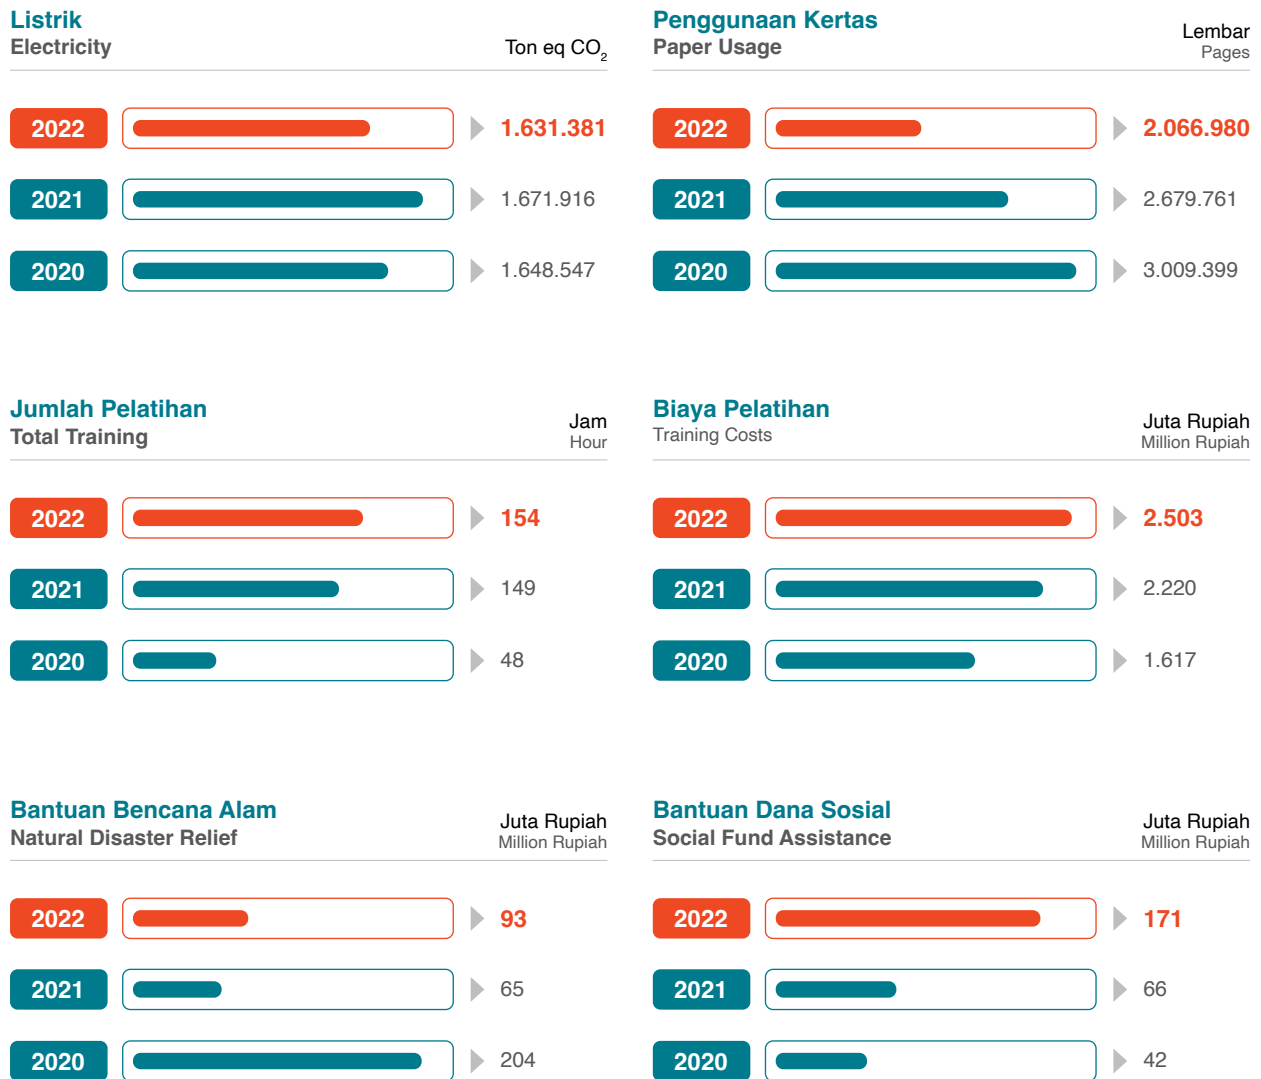 Listrik
Electricity
Ton eq CO₂
2022
1.631.381
2021
1.671.916
2020
1.648.547
Penggunaan Kertas
Paper Usage
Lembar
Pages
2022
2.066.980
2021
2.679.761
2020
3.009.399
Jumlah Pelatihan
Total Training
Jam
Hour
2022
154
2021
149
2020
48
Biaya Pelatihan
Training Costs
Juta Rupiah
Million Rupiah
2022
2.503
2021
2.220
2020
1.617
Bantuan Bencana Alam
Natural Disaster Relief
Juta Rupiah
Million Rupiah
2022
93
2021
65
2020
204
Bantuan Dana Sosial
Social Fund Assistance
Juta Rupiah
Million Rupiah
2022
171
2021
66
2020
42